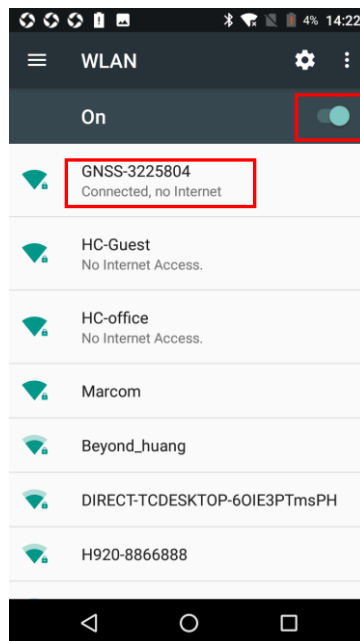 4% 14:22
WLAN
On
GNSS-3225804
Connected, no Internet
HC-Guest
No Internet Access.
HC-office
No Internet Access.
Marcom
Beyond_huang
DIRECT-TCDESKTOP-6OIE3PTmsPH
H920-8866888